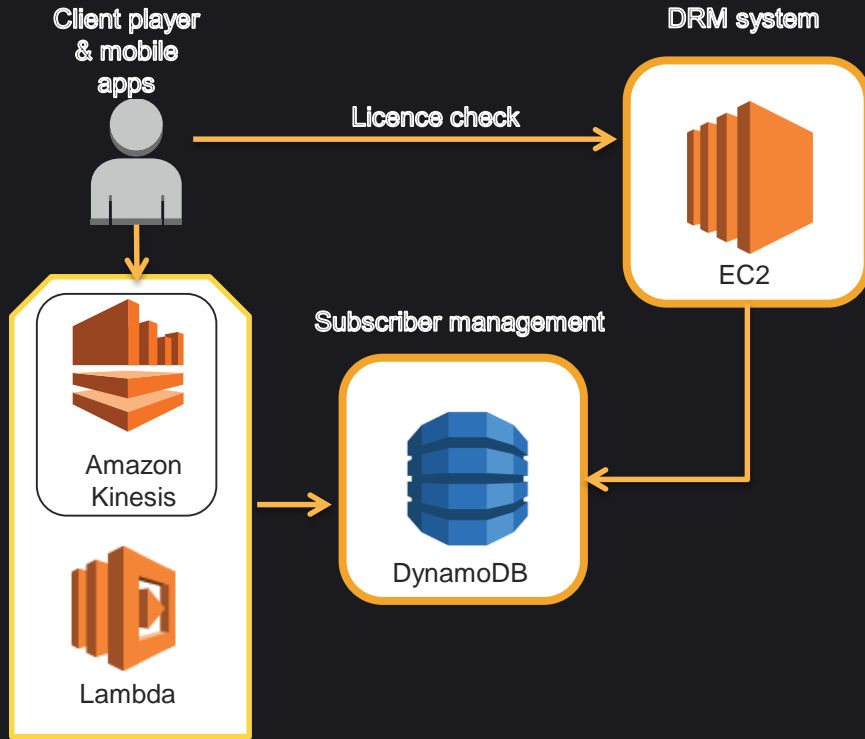 Client player
& mobile
apps
DRM system
Licence check
EC2
Subscriber management
Amazon
Kinesis
DynamoDB
Lambda